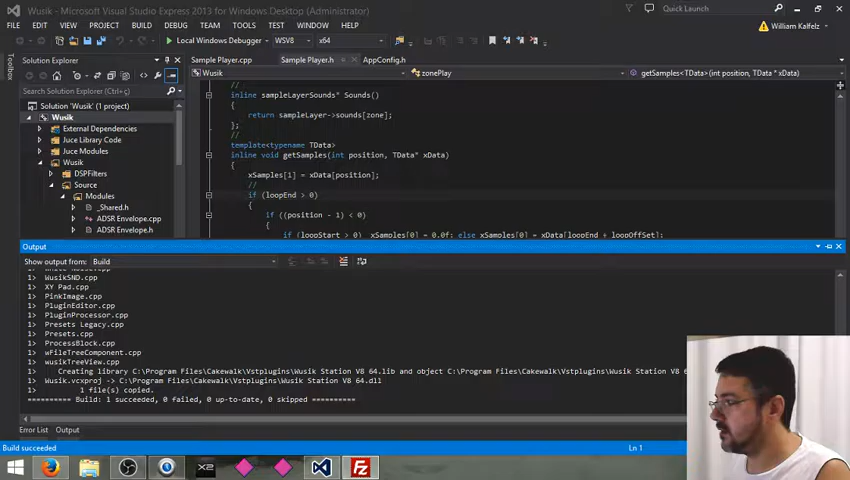 Wusik - Microsoft Visual Studio Express 2013 for Windows Desktop (Administrator)
Quick Launch
FILE EDIT VIEW PROJECT BUILD DEBUG TEAM TOOLS TEST WINDOW HELP
William Kalfelz
Local Windows Debugger WSV8 x64
Toolbox
Solution Explorer
Search Solution Explorer (Ctrl+ç)
Solution 'Wusik' (1 project)
Wusik
External Dependencies
Juce Library Code
Juce Modules
Wusik
DSPFilters
Source
Modules
_Shared.h
ADSR Envelope.cpp
ADSR Envelope.h
Sample Player.cpp Sample Player.h AppConfig.h
Wusik zonePlay getSamples<TData>(int position, TData * xData)
//
inline sampleLayerSounds* Sounds()
{
return sampleLayer->sounds[zone];
};
//
template<typename TData>
inline void getSamples(int position, TData* xData)
{
xSamples[1] = xData[position];
//
if (loopEnd > 0)
{
if ((position - 1) < 0)
{
if (loopStart > 0) xSamples[0] = 0.0f; else xSamples[0] = xData[loopEnd + loopOffSet];
Output
Show output from: Build
1> WusikSND.cpp
1> XY Pad.cpp
1> PinkImage.cpp
1> PluginEditor.cpp
1> PluginProcessor.cpp
1> Presets Legacy.cpp
1> Presets.cpp
1> ProcessBlock.cpp
1> wFileTreeComponent.cpp
1> wusikTreeView.cpp
1> Creating library C:\Program Files\Cakewalk\Vstplugins\Wusik Station V8 64.lib and object C:\Program Files\Cakewalk\Vstplugins\Wusik Station V8 64.
1> Wusik.vcxproj -> C:\Program Files\Cakewalk\Vstplugins\Wusik Station V8 64.dll
1> 1 file(s) copied.
========== Build: 1 succeeded, 0 failed, 0 up-to-date, 0 skipped ==========
Error List Output
Build succeeded
Ln 1
X2
FZ